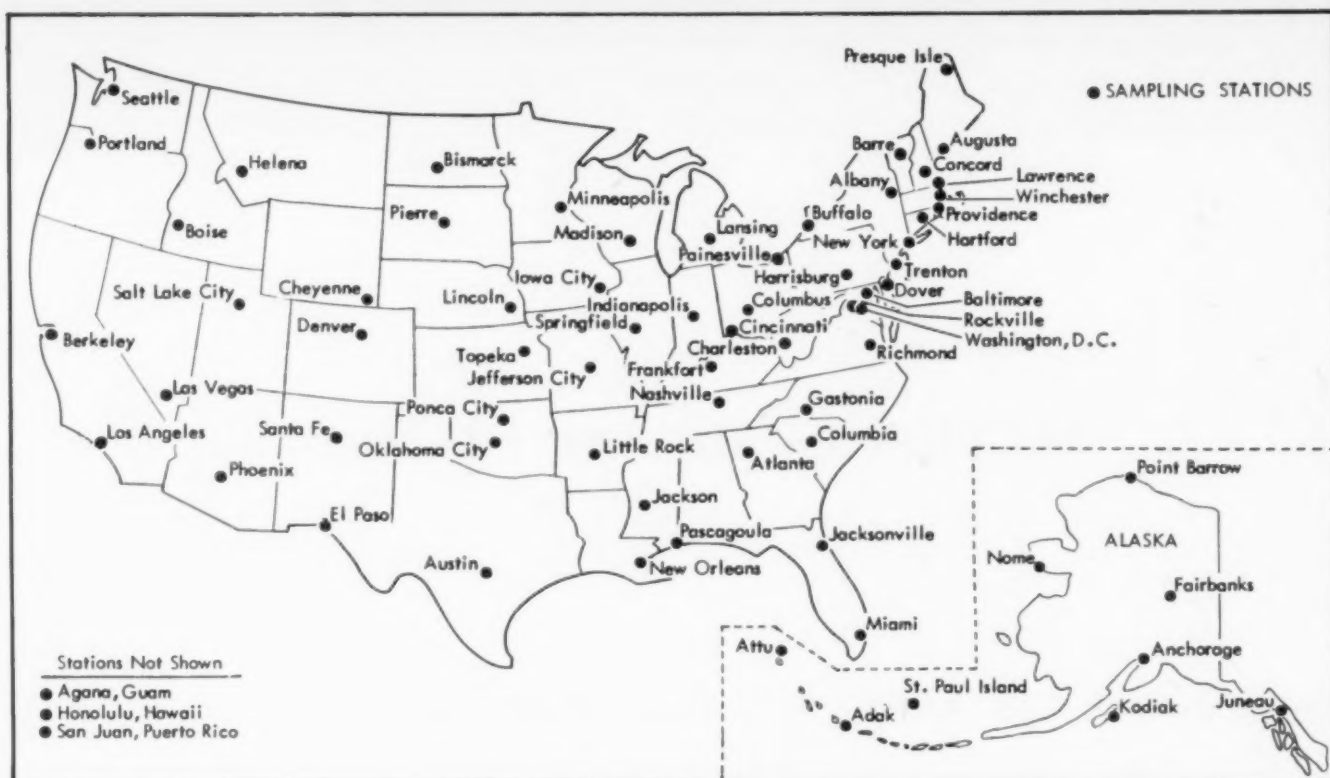 Presque Isle
SAMPLING STATIONS
Seattle
Portland
Helena
Bismarck
Barre
Augusta
Concord
Lawrence
Albany
Winchester
Minneapolis
Pierre
Boise
Madison
Lansing
Buffalo
Providence
New York
Hartford
Painesville
Trenton
Iowa City
Harrisburg
Dover
Salt Lake City
Cheyenne
Lincoln
Indianapolis
Columbus
Baltimore
Rockville
Denver
Springfield
Cincinnati
Washington, D.C.
Berkeley
Charleston
Richmond
Topeka
Jefferson City
Frankfort
Las Vegas
Nashville
Ponca City
Gastonia
Los Angeles
Santa Fe
Oklahoma City
Little Rock
Columbia
Atlanta
Phoenix
Point Barrow
Jackson
El Paso
Pascagoula
Jacksonville
ALASKA
Austin
New Orleans
Nome
Fairbanks
Miami
Attu
Anchorage
Stations Not Shown
Agana, Guam
Honolulu, Hawaii
San Juan, Puerto Rico
St. Paul Island
Adak
Kodiak
Juneau